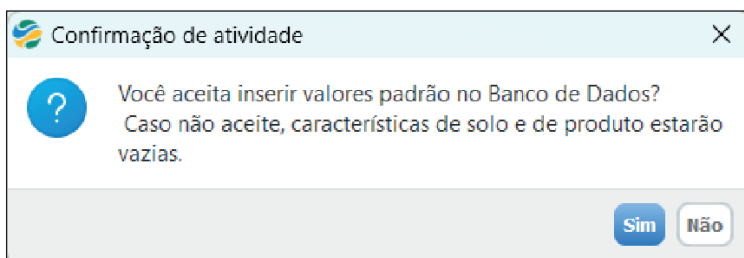 Confirmação de atividade
?
Você aceita inserir valores padrão no Banco de Dados?
Caso não aceite, características de solo e de produto estarão
vazias.
Sim Não